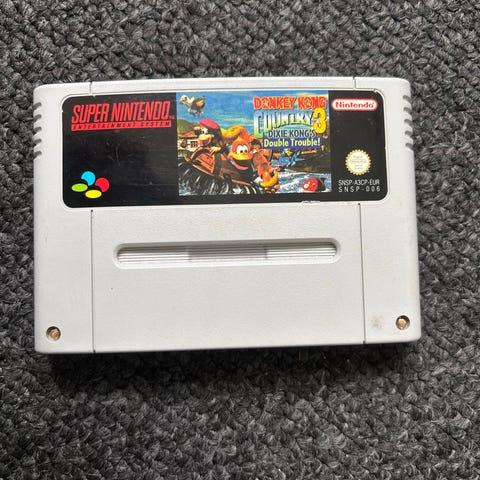 SUPER NINTENDO
ENTERTAINMENT SYSTEM
DONKEY KONG
COUNTRY 3
DIXIE KONG'S
Double Trouble!
Nintendo
SNSP-A3CP-EUR
SNSP-006